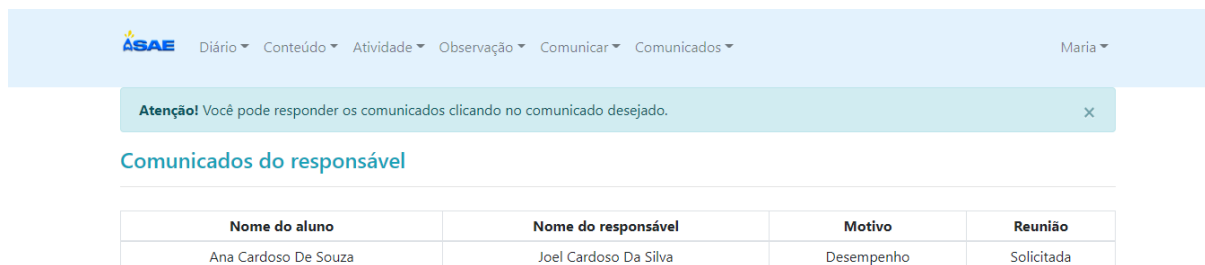 ASAE Diário Conteúdo Atividade Observação Comunicar Comunicados Maria
Atenção! Você pode responder os comunicados clicando no comunicado desejado. ×
Comunicados do responsável
Nome do aluno Nome do responsável Motivo Reunião
Ana Cardoso De Souza Joel Cardoso Da Silva Desempenho Solicitada